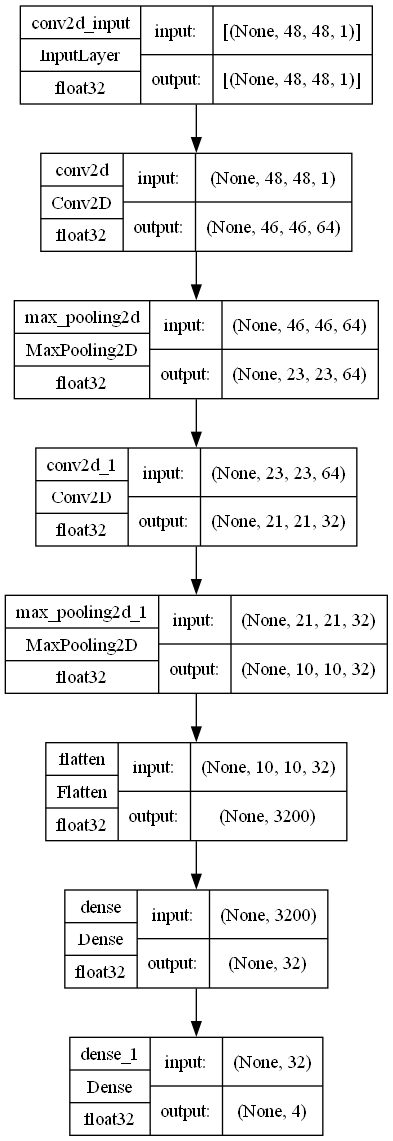 conv2d_input
InputLayer
float32
input:
[(None, 48, 48, 1)]
output:
[(None, 48, 48, 1)]
conv2d
Conv2D
float32
input:
(None, 48, 48, 1)
output:
(None, 46, 46, 64)
max_pooling2d
MaxPooling2D
float32
input:
(None, 46, 46, 64)
output:
(None, 23, 23, 64)
conv2d_1
Conv2D
float32
input:
(None, 23, 23, 64)
output:
(None, 21, 21, 32)
max_pooling2d_1
MaxPooling2D
float32
input:
(None, 21, 21, 32)
output:
(None, 10, 10, 32)
flatten
Flatten
float32
input:
(None, 10, 10, 32)
output:
(None, 3200)
dense
Dense
float32
input:
(None, 3200)
output:
(None, 32)
dense_1
Dense
float32
input:
(None, 32)
output:
(None, 4)